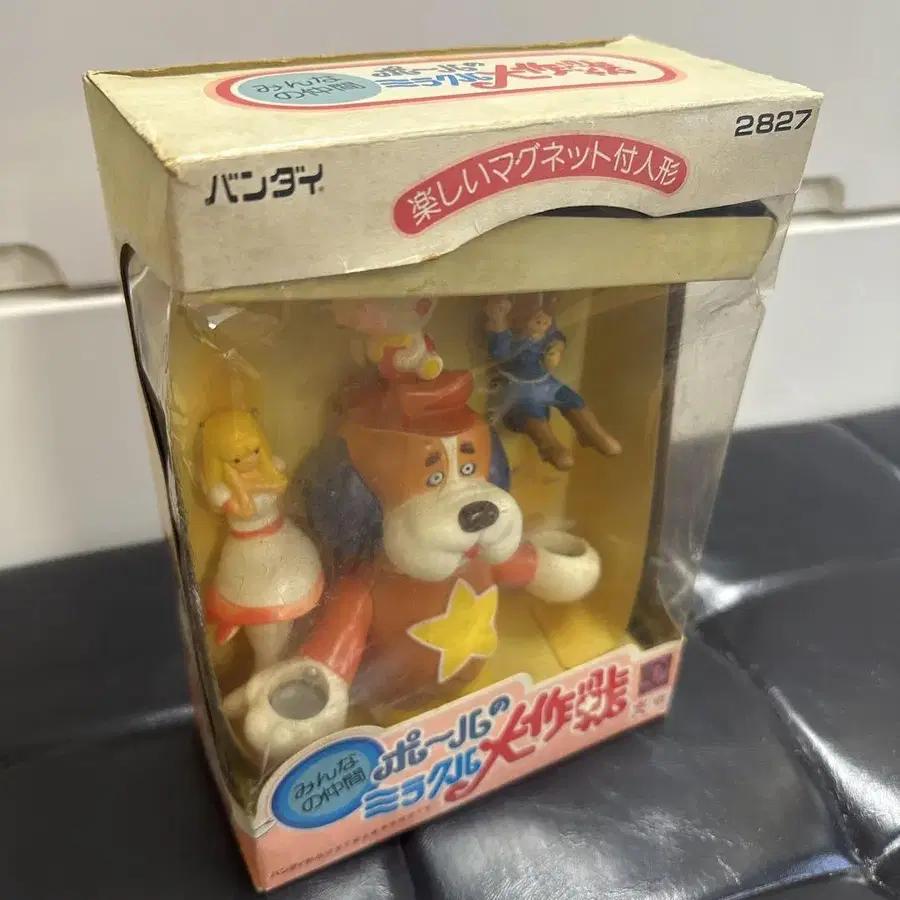 みんな
の仲間
ポールの
ミラクル大作戦
2827
バンダイ
楽しいマグネット付人形
みんな
の仲間
ポールの
ミラクル大作戦